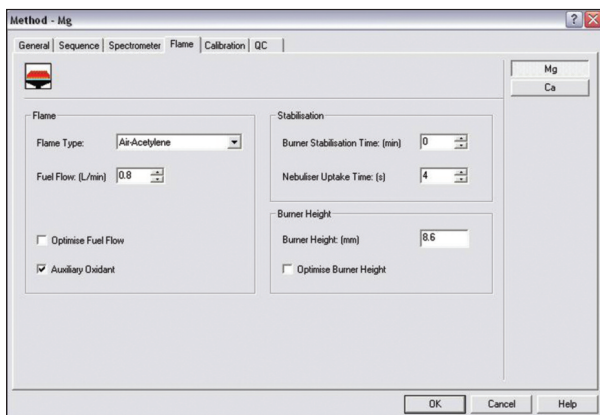 Method - Mg
General Sequence Spectrometer Flame Calibration QC
Mg
Ca
Flame
Flame Type: Air-Acetylene
Fuel Flow: (L/min) 0.8
Optimise Fuel Flow
Auxiliary Oxidant
Stabilisation
Burner Stabilisation Time: (min) 0
Nebuliser Uptake Time: (s) 4
Burner Height
Burner Height: (mm) 8.6
Optimise Burner Height
OK Cancel Help